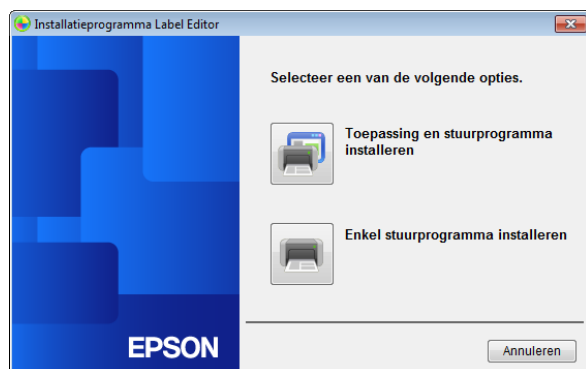 Installatieprogramma Label Editor
Selecteer een van de volgende opties.
Toepassing en stuurprogramma
installeren
Enkel stuurprogramma installeren
EPSON
Annuleren